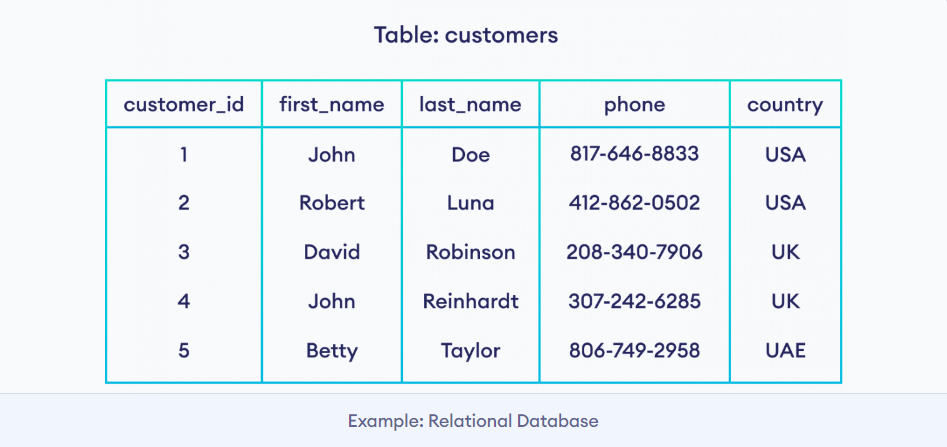 Table: customers
customer_id first_name last_name phone country
1 John Doe 817-646-8833 USA
2 Robert Luna 412-862-0502 USA
3 David Robinson 208-340-7906 UK
4 John Reinhardt 307-242-6285 UK
5 Betty Taylor 806-749-2958 UAE
Example: Relational Database